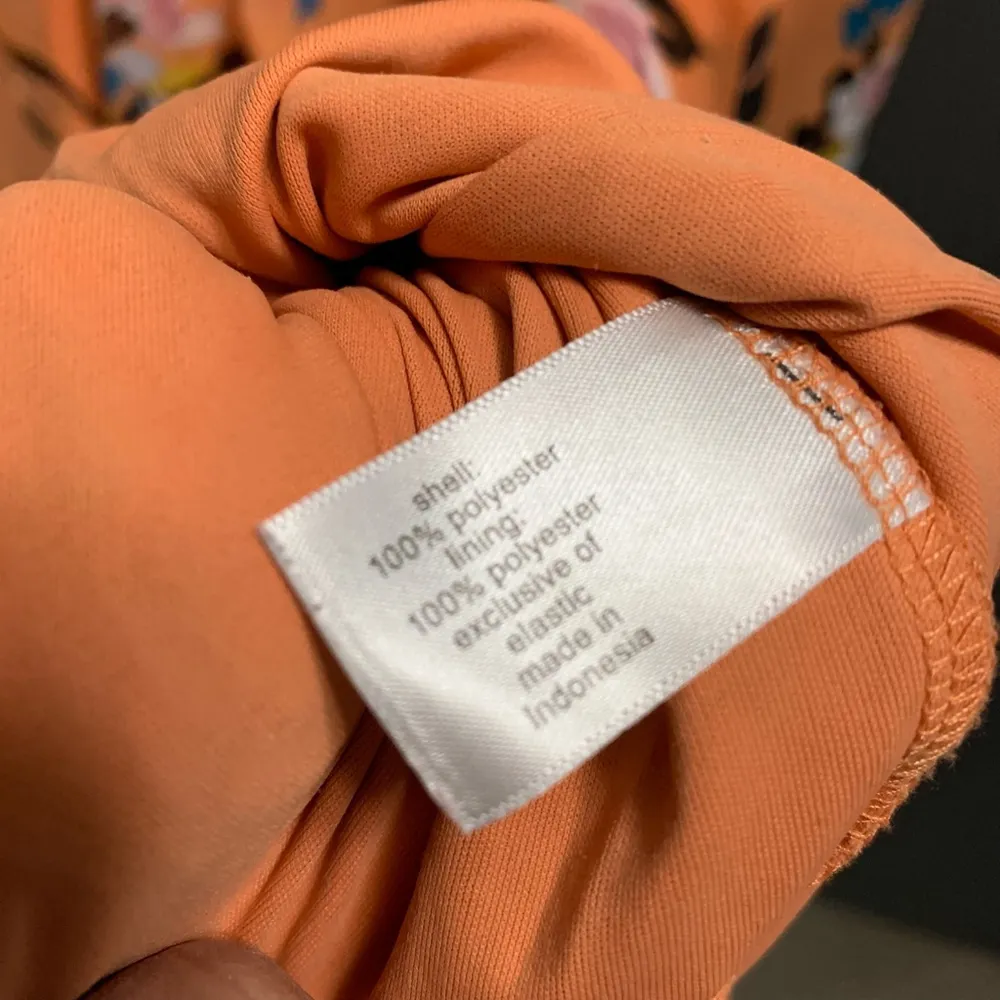 shell:
100% polyester
lining:
100% polyester
exclusive of
elastic
made in
Indonesia